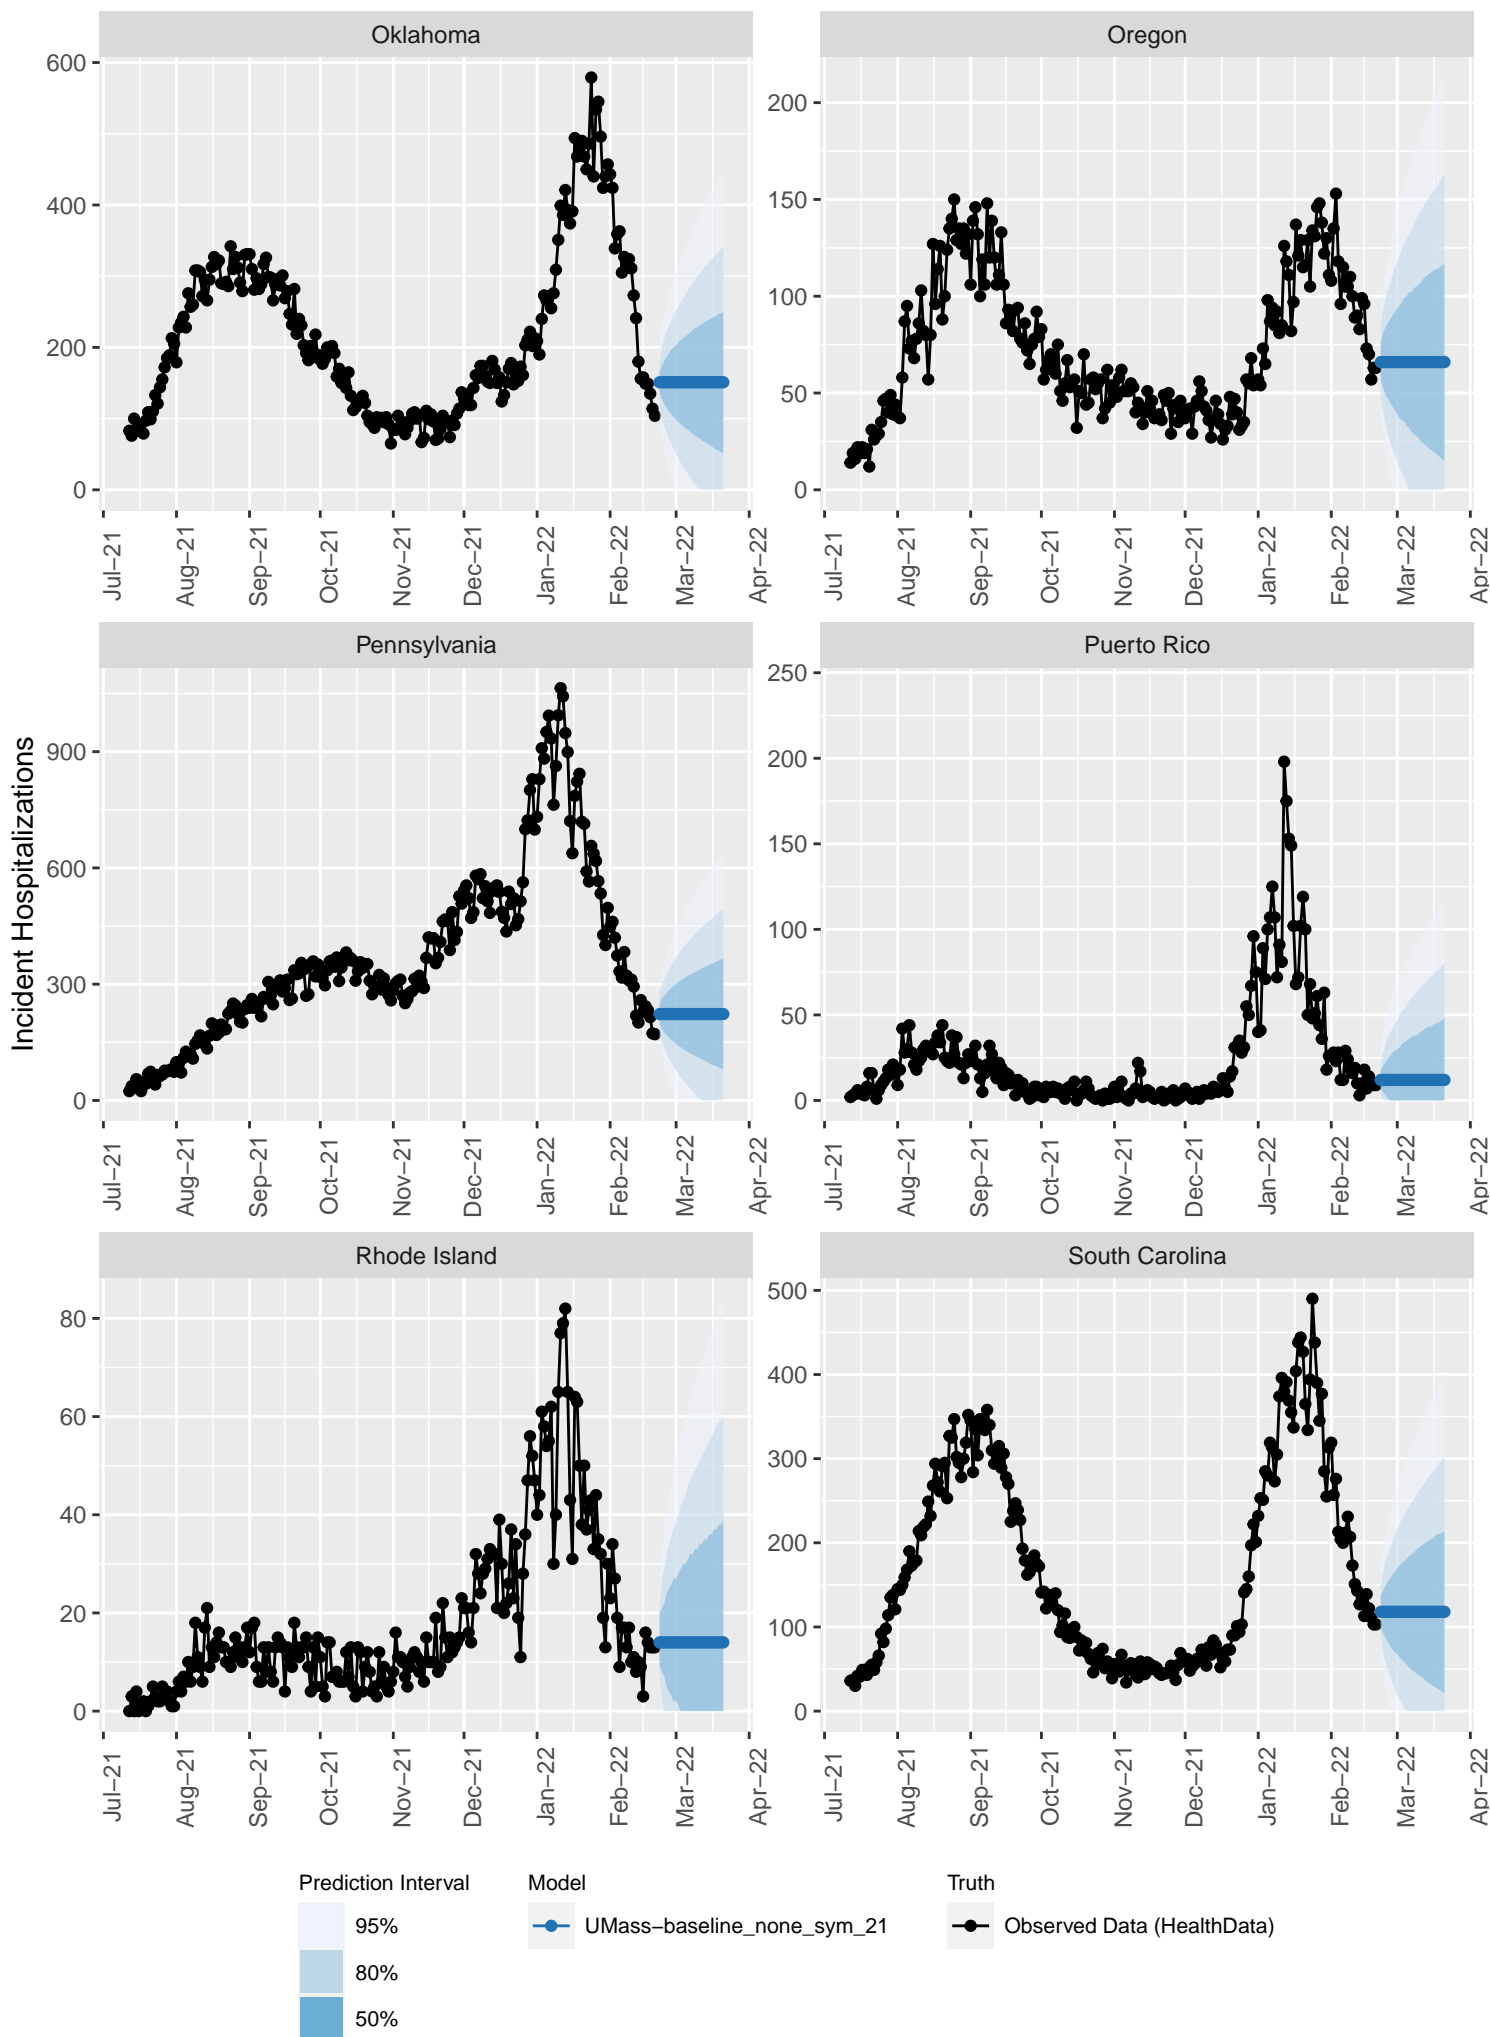 Oklahoma
Oregon
600
400
200
0
200
150
100
50
0
Jul−21
Aug−21
Sep−21
Oct−21
Nov−21
Dec−21
Jan−22
Feb−22
Mar−22
Apr−22
Jul−21
Aug−21
Sep−21
Oct−21
Nov−21
Dec−21
Jan−22
Feb−22
Mar−22
Apr−22
Incident Hospitalizations
Pennsylvania
Puerto Rico
900
600
300
0
250
200
150
100
50
0
Jul−21
Aug−21
Sep−21
Oct−21
Nov−21
Dec−21
Jan−22
Feb−22
Mar−22
Apr−22
Jul−21
Aug−21
Sep−21
Oct−21
Nov−21
Dec−21
Jan−22
Feb−22
Mar−22
Apr−22
Rhode Island
South Carolina
80
60
40
20
0
500
400
300
200
100
0
Jul−21
Aug−21
Sep−21
Oct−21
Nov−21
Dec−21
Jan−22
Feb−22
Mar−22
Apr−22
Jul−21
Aug−21
Sep−21
Oct−21
Nov−21
Dec−21
Jan−22
Feb−22
Mar−22
Apr−22
Prediction Interval
95%
80%
50%
Model
UMass−baseline_none_sym_21
Truth
Observed Data (HealthData)